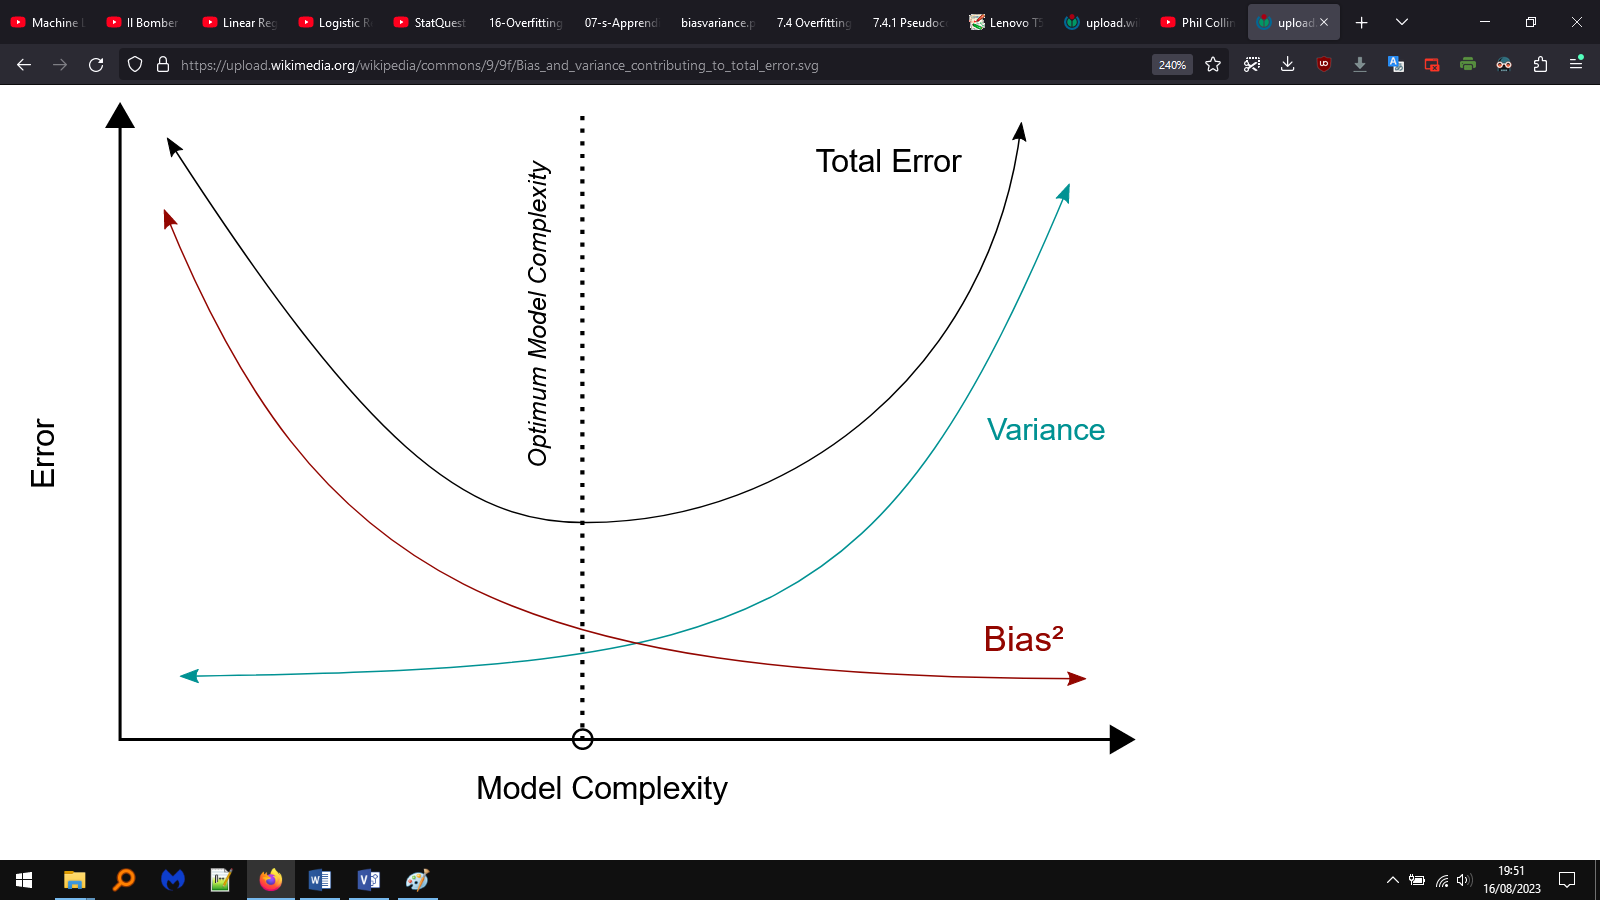 Machine L
Il Bomber
Linear Reg
Logistic R
StatQuest
16-Overfitting
07-s-Apprend
biasvariance.p
7.4 Overfitting
7.4.1 Pseudoc
Lenovo T5
upload.wi
Phil Collin
upload
https://upload.wikimedia.org/wikipedia/commons/9/9f/Bias_and_variance_contributing_to_total_error.svg
240%
Total Error
Optimum Model Complexity
Variance
Error
Bias²
Model Complexity
19:51
16/08/2023